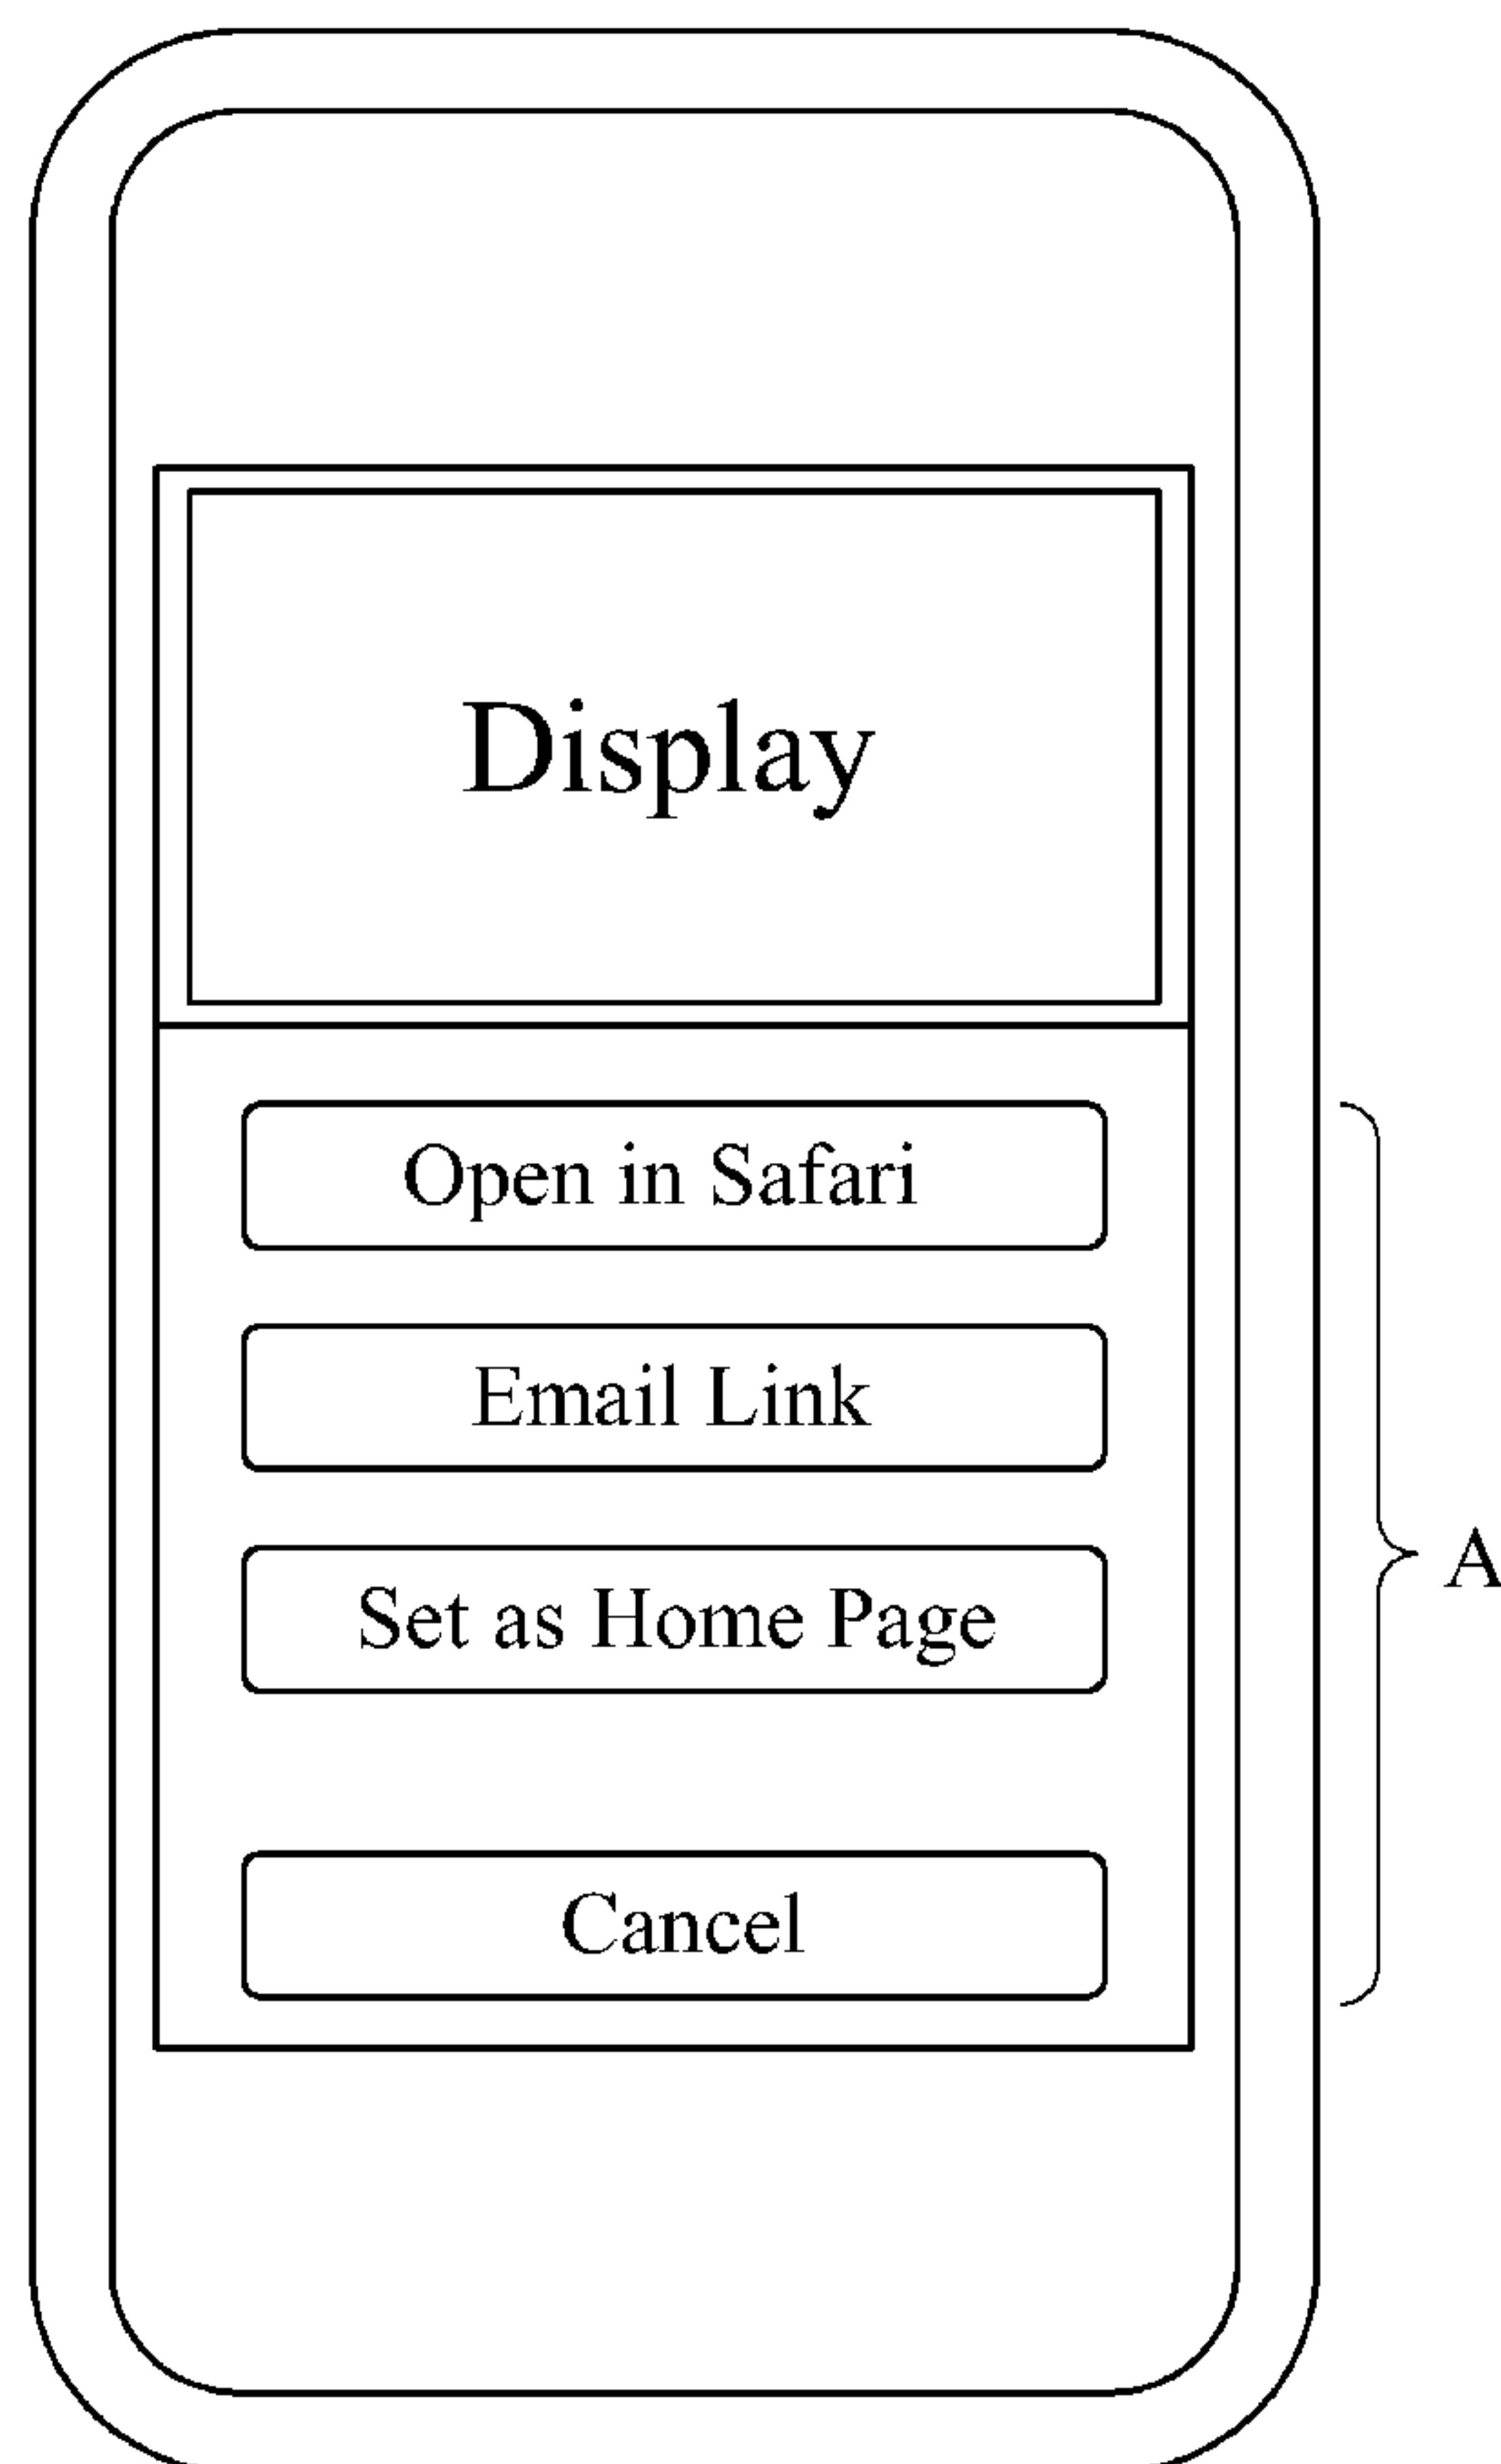 Display
Open in Safari
Email Link
Set as Home Page
A
Cancel